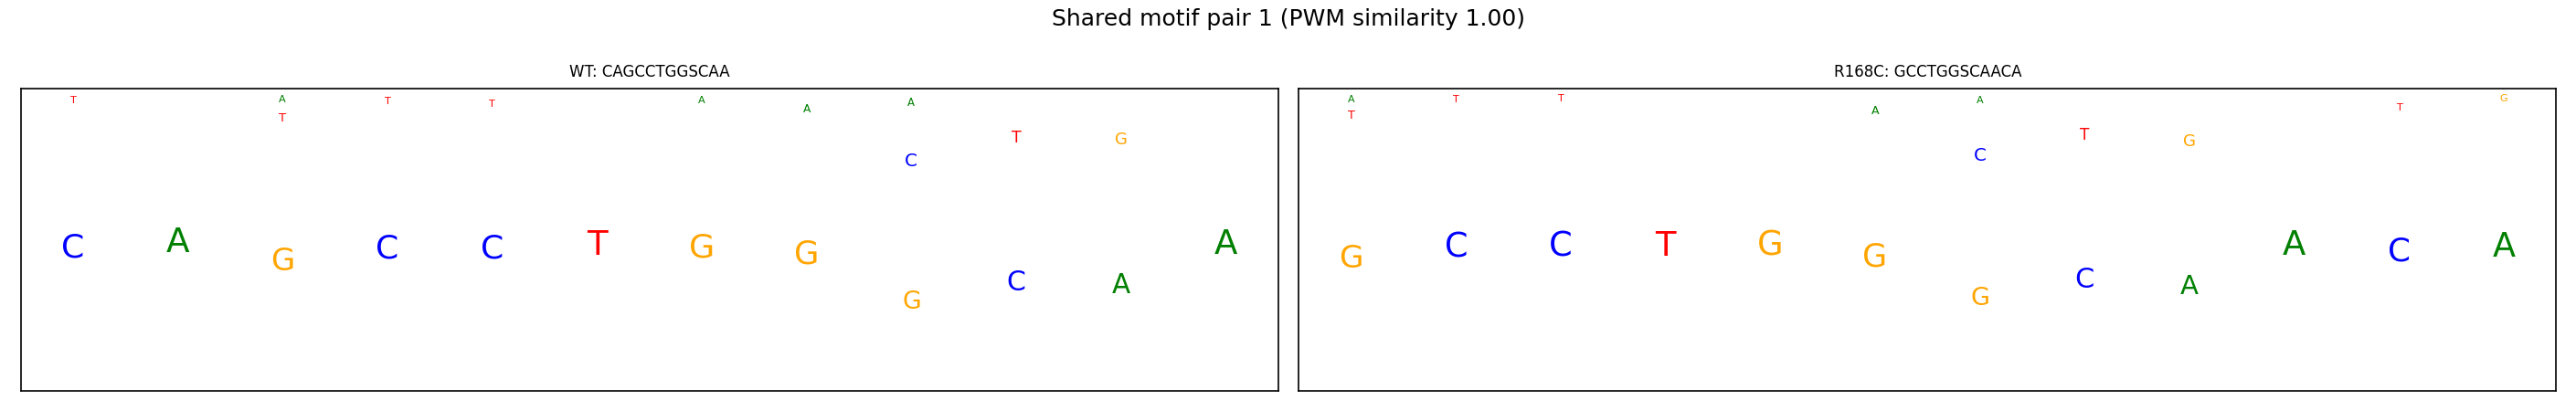 Shared motif pair 1 (PWM similarity 1.00)
WT: CAGCCTGGSCAA
R168C: GCCTGGSCAACA
T A T T A A A
T
C T G
C A G C C T G G G C A A
A T T A A T G
T
C T G
G C C T G G G C A A C A